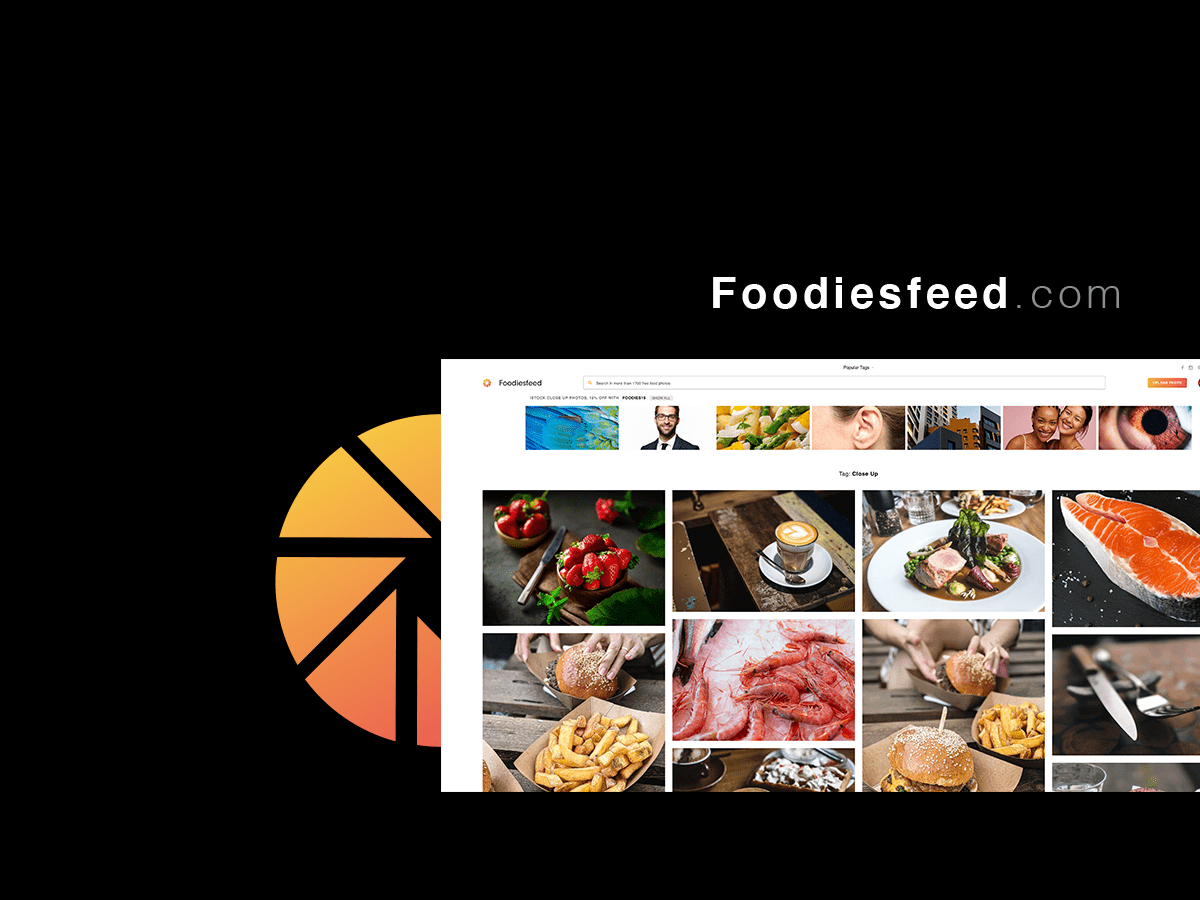 Foodiesfeed.com
Popular Tags
Foodiesfeed
Search in more than 1700 free food photos
UPLOAD PHOTO
ISTOCK CLOSE UP PHOTOS, 15% OFF WITH FOODIES15 SHOW ALL
Tag: Close Up